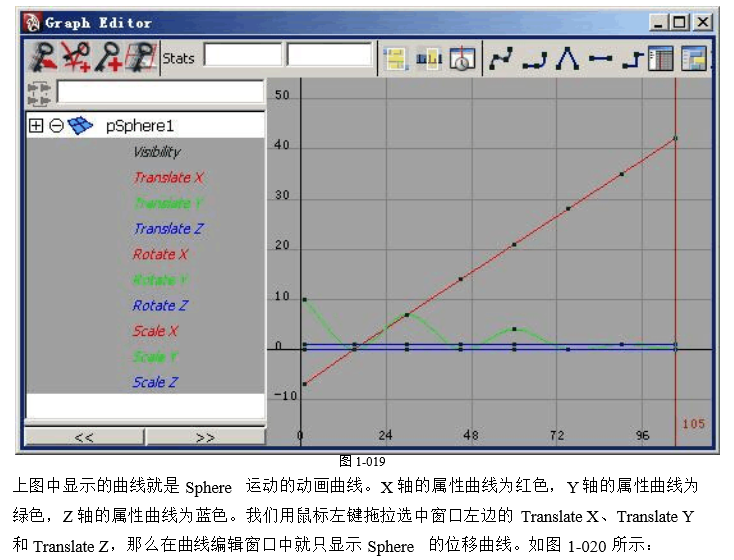 Graph Editor
Stats
pSphere1
Visibility
Translate X
Translate Y
Translate Z
Rotate X
Rotate Y
Rotate Z
Scale X
Scale Y
Scale Z
<< >>
50
40
30
20
10
0
-10
0 24 48 72 96
105
图 1-019
上图中显示的曲线就是 Sphere 运动的动画曲线。X 轴的属性曲线为红色，Y 轴的属性曲线为
绿色，Z 轴的属性曲线为蓝色。我们用鼠标左键拖拉选中窗口左边的 Translate X、Translate Y
和 Translate Z，那么在曲线编辑窗口中就只显示 Sphere 的位移曲线。如图 1-020 所示：